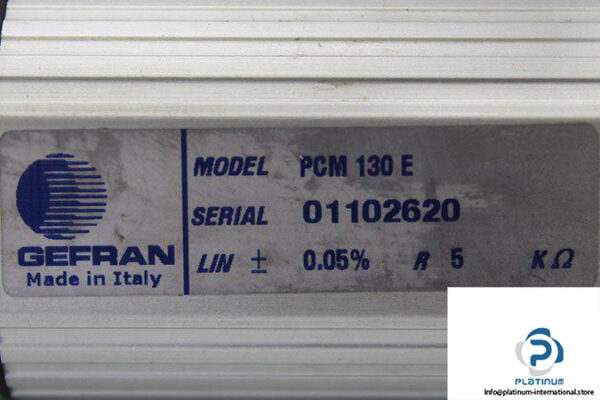 MODEL PCM 130 E
SERIAL 01102620
LIN ± 0.05% R 5 KΩ
GEFRAN
Made in Italy
PLATINUM
Info@platinum-international.store